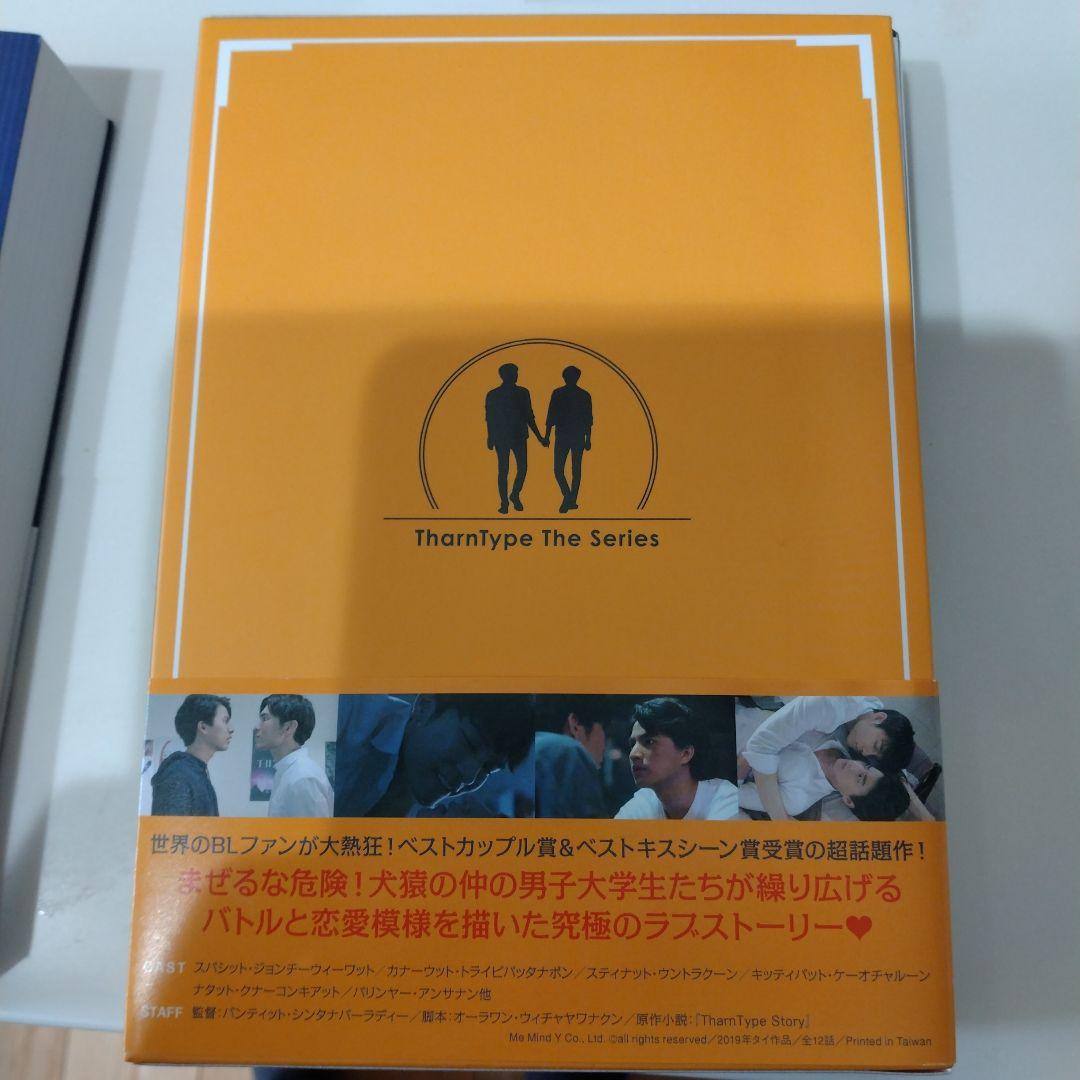 TharnType The Series
世界のBLファンが大熱狂！ベストカップル賞&ベストキスシーン賞受賞の超話題作！
まぜるな危険！犬猿の仲の男子大学生たちが繰り広げる
バトルと恋愛模様を描いた究極のラブストーリー♥
CAST スパシット・ジョンチーウィーワット／カナーウット・トライピパッタナポン／スティナット・ウントラクーン／キッティパット・ケーオチャルーン
ナタット・クナーコンキアット／パリンヤー・アンサナン他
STAFF 監督：バンティット・シンタナパーラディー／脚本：オーラワン・ウィチャヤワナクン／原作小説：『TharnType Story』
Me Mind Y Co., Ltd. ©all rights reserved／2019年タイ作品／全12話／Printed in Taiwan